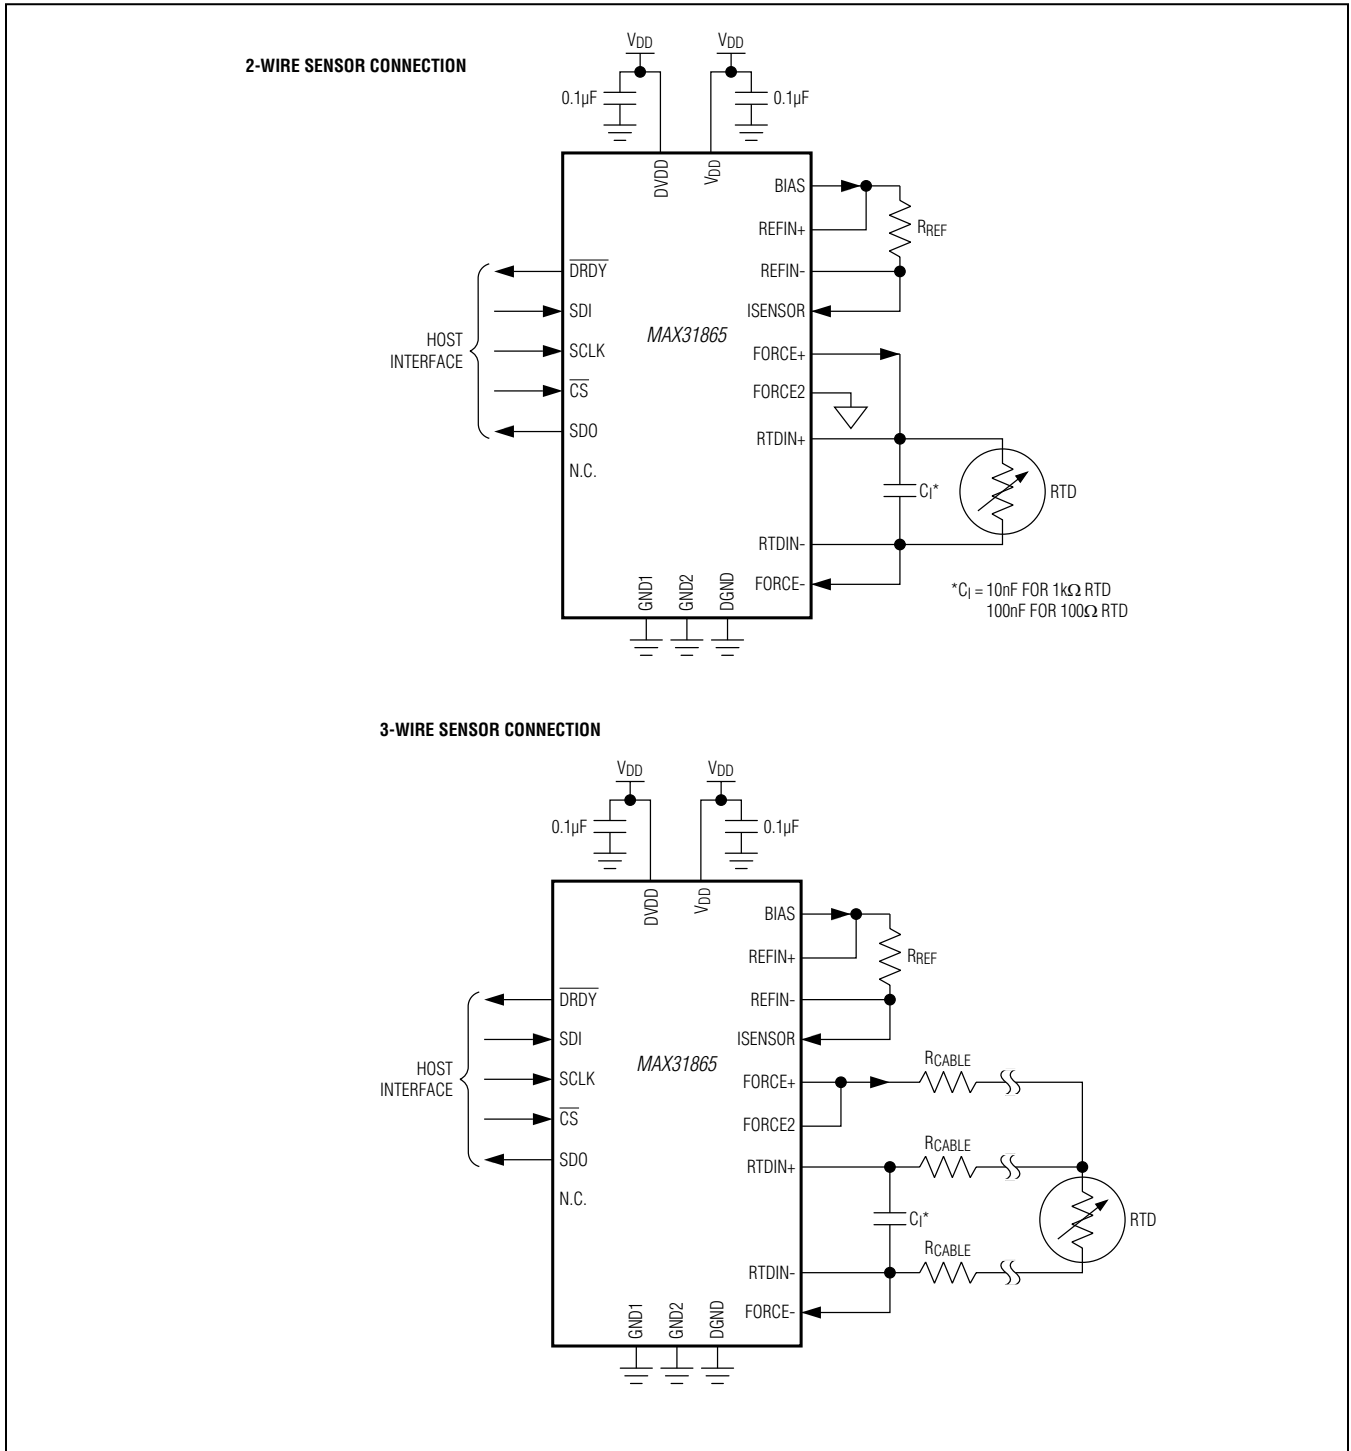 2-WIRE SENSOR CONNECTION
VDD
VDD
0.1µF
0.1µF
DVDD
VDD
BIAS
REFIN+
RREF
REFIN-
ISENSOR
DRDY
SDI
SCLK
CS
SDO
N.C.
HOST
INTERFACE
MAX31865
FORCE+
FORCE2
RTDIN+
CI*
RTD
RTDIN-
FORCE-
GND1
GND2
DGND
*CI = 10nF FOR 1kΩ RTD
100nF FOR 100Ω RTD
3-WIRE SENSOR CONNECTION
VDD
VDD
0.1µF
0.1µF
DVDD
VDD
BIAS
REFIN+
RREF
REFIN-
ISENSOR
DRDY
SDI
SCLK
CS
SDO
N.C.
HOST
INTERFACE
MAX31865
RCABLE
FORCE+
FORCE2
RCABLE
RTDIN+
CI*
RTD
RCABLE
RTDIN-
FORCE-
GND1
GND2
DGND